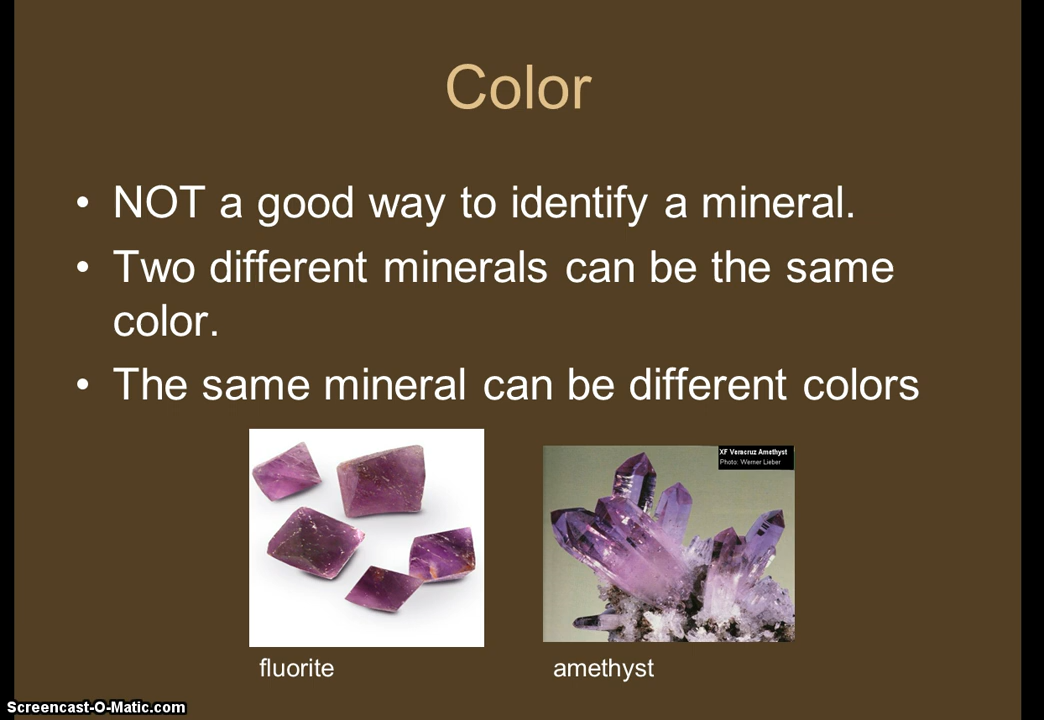 Color
• NOT a good way to identify a mineral.
• Two different minerals can be the same
color.
• The same mineral can be different colors
XF Veracruz Amethyst
Photo: Werner Lieber
fluorite
amethyst
Screencast-O-Matic.com